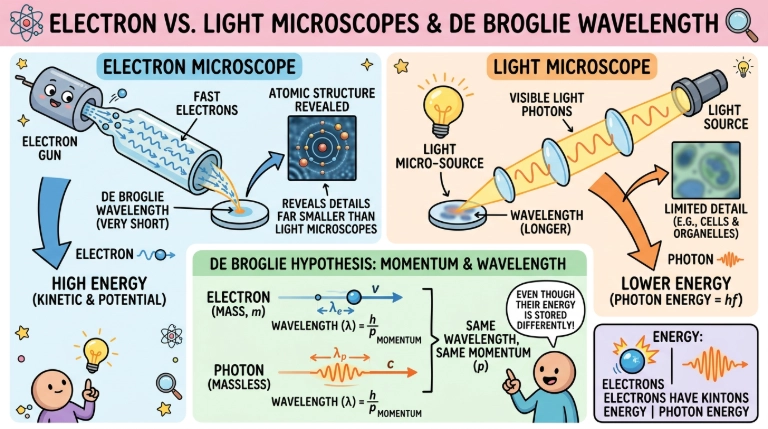 ELECTRON VS. LIGHT MICROSCOPES & DE BROGLIE WAVELENGTH
ELECTRON MICROSCOPE
ELECTRON
GUN
FAST
ELECTRONS
ATOMIC STRUCTURE
REVEALED
DE BROGLIE
WAVELENGTH
(VERY SHORT)
REVEALS DETAILS
FAR SMALLER THAN
LIGHT MICROSCOPES
ELECTRON
HIGH ENERGY
(KINETIC & POTENTIAL)
LIGHT MICROSCOPE
VISIBLE LIGHT
PHOTONS
LIGHT
SOURCE
LIGHT
MICRO-SOURCE
WAVELENGTH
(LONGER)
LIMITED DETAIL
(E.G., CELLS &
ORGANELLES)
PHOTON
LOWER ENERGY
(PHOTON ENERGY = hf)
DE BROGLIE HYPOTHESIS: MOMENTUM & WAVELENGTH
ELECTRON
(MASS, m)
v
λe
WAVELENGTH (λ) = h/p MOMENTUM
PHOTON
(MASSLESS)
λp
c
WAVELENGTH (λ) = h/p MOMENTUM
SAME
WAVELENGTH,
SAME MOMENTUM
(p)
EVEN THOUGH
THEIR ENERGY
IS STORED
DIFFERENTLY!
ENERGY:
ELECTRONS
ELECTRONS HAVE KINTONS
ENERGY | PHOTON ENERGY